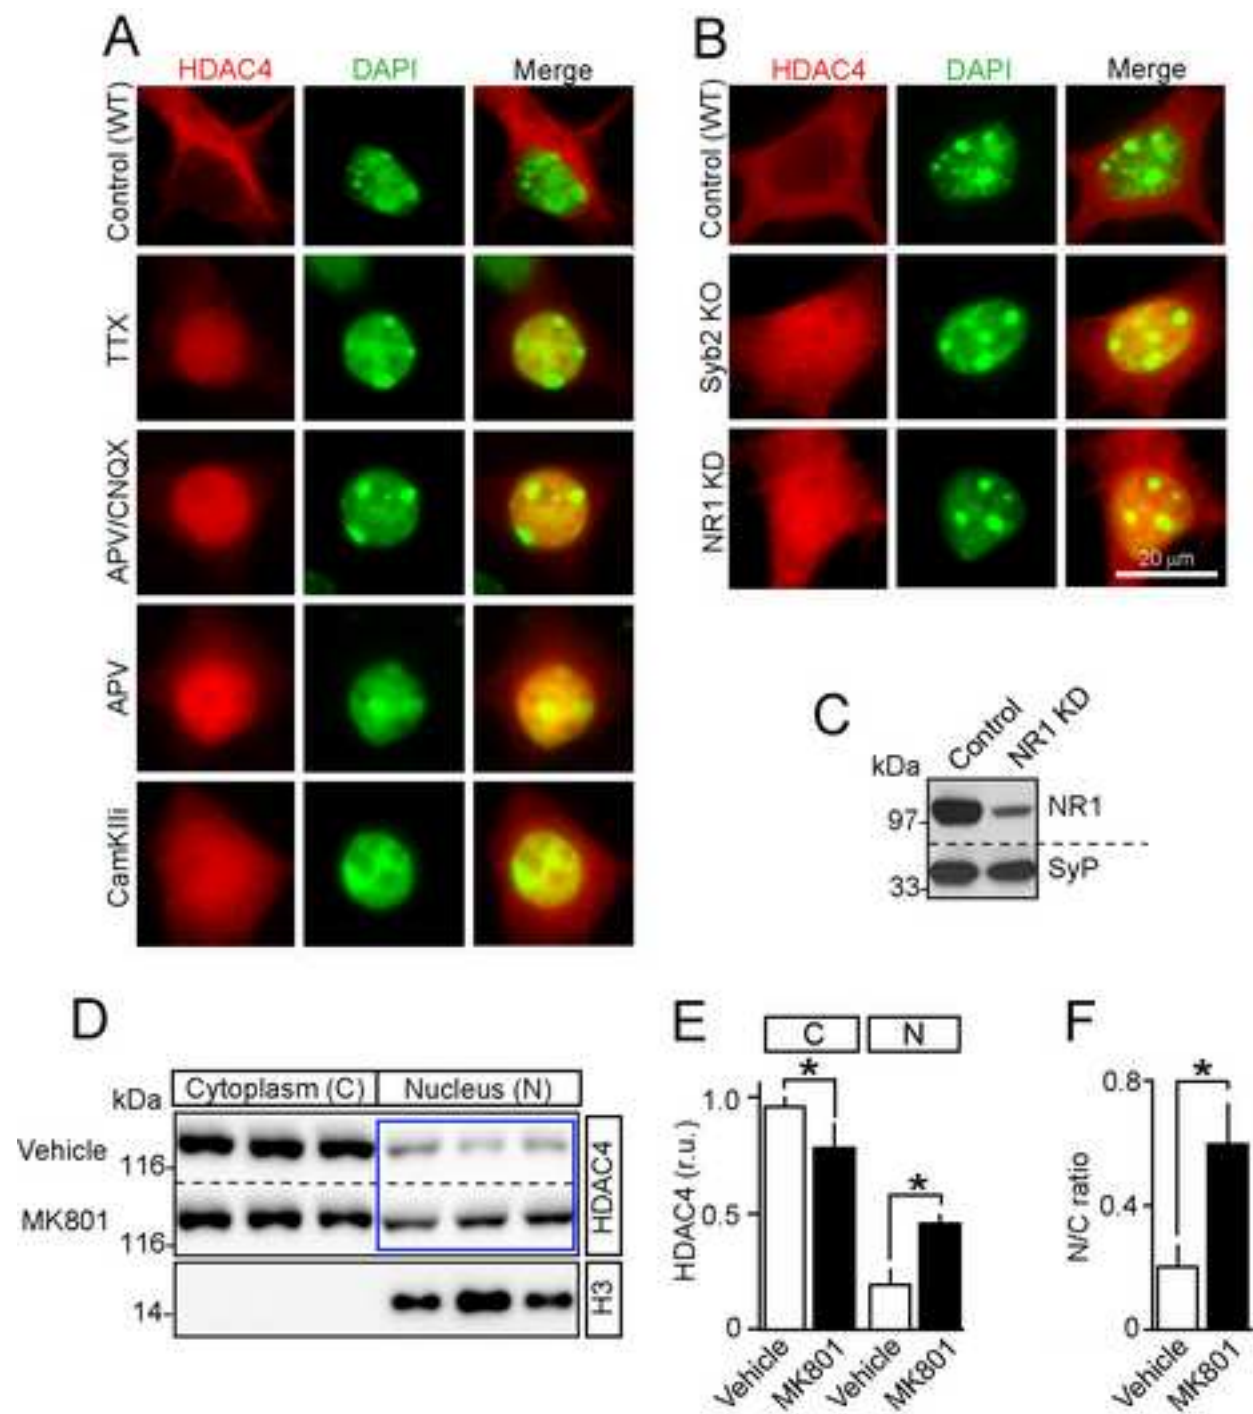 A
HDAC4 DAPI Merge
Control (WT)
TTX
APV/CNQX
APV
CamKIIi
B
HDAC4 DAPI Merge
Control (WT)
Syb2 KO
NR1 KD
20 μm
C
Control NR1 KD
kDa
97 NR1
33 SyP
D
kDa Cytoplasm (C) Nucleus (N)
Vehicle 116
MK801 116
HDAC4
14
H3
E
C N
* *
HDAC4 (r.u.)
1.0
0.5
0
Vehicle MK801 Vehicle MK801
F
*
N/C ratio
0.8
0.4
0
Vehicle MK801